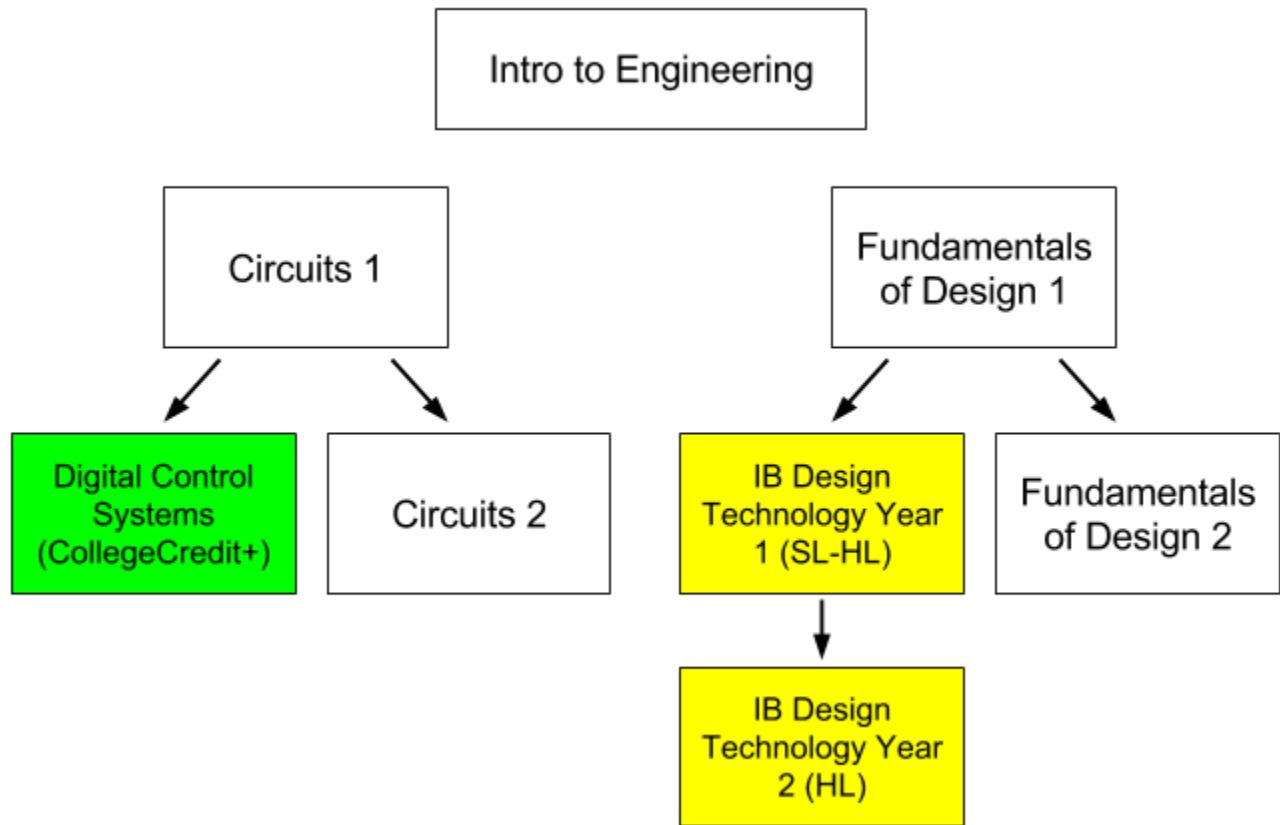 Intro to Engineering
Circuits 1
Fundamentals
of Design 1
Digital Control
Systems
(CollegeCredit+)
Circuits 2
IB Design
Technology Year
1 (SL-HL)
Fundamentals
of Design 2
IB Design
Technology Year
2 (HL)